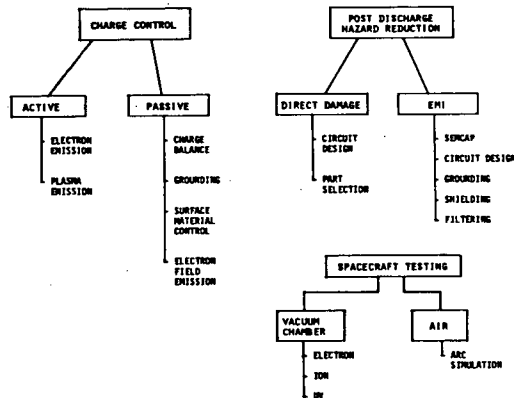 CHARGE CONTROL
ACTIVE
ELECTRON
EMISSION
PLASMA
EMISSION
PASSIVE
CHARGE
BALANCE
GROUNDING
SURFACE
MATERIAL
CONTROL
ELECTRON
FIELD
EMISSION
POST DISCHARGE
HAZARD REDUCTION
DIRECT DAMAGE
CIRCUIT
DESIGN
PART
SELECTION
EMI
SEMCAP
CIRCUIT DESIGN
GROUNDING
SHIELDING
FILTERING
SPACECRAFT TESTING
VACUUM
CHAMBER
ELECTRON
ION
UV
AIR
ARC
SIMULATION